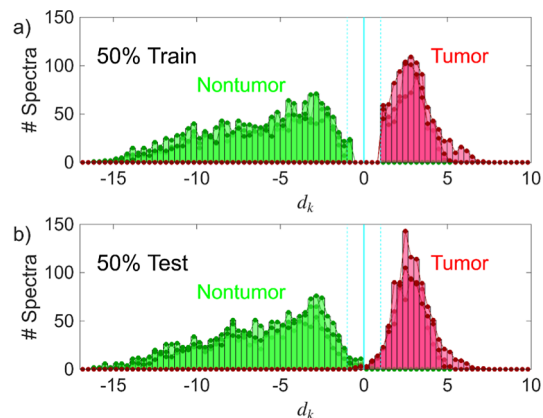 a)
50% Train
Nontumor
Tumor
# Spectra
150
100
50
0
-15
-10
-5
0
5
10
d_k
b)
50% Test
Nontumor
Tumor
# Spectra
150
100
50
0
-15
-10
-5
0
5
10
d_k